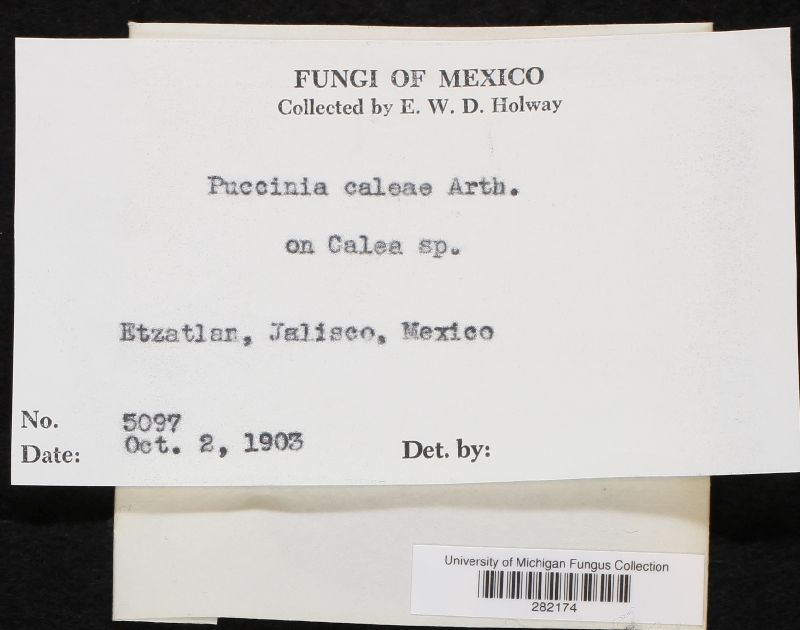 FUNGI OF MEXICO
Collected by E. W. D. Holway
Puccinia caleae Arth.
on Calea sp.
Etzatlan, Jalisco, Mexico
No. 5097
Date: Oct. 2, 1903 Det. by:
University of Michigan Fungus Collection
282174